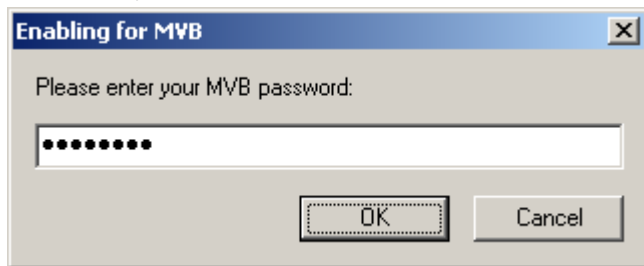 Enabling for MVB
Please enter your MVB password:
••••••••
OK Cancel